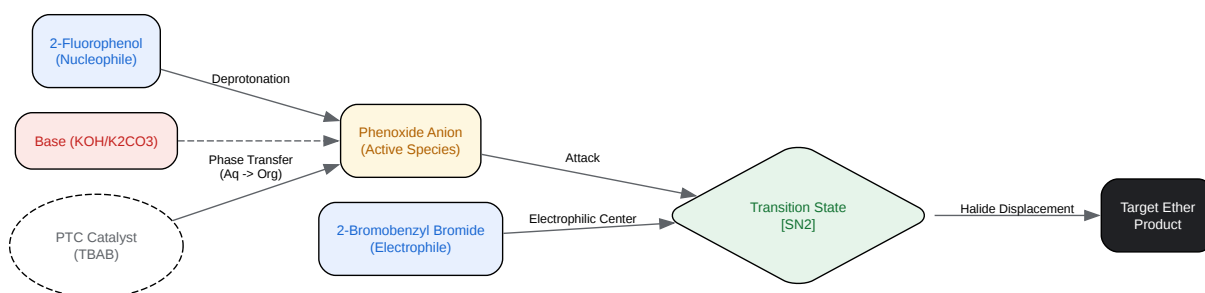 2-Fluorophenol
(Nucleophile)
Deprotonation
Base (KOH/K2CO3)
Phenoxide Anion
(Active Species)
Phase Transfer
(Aq -> Org)
Attack
PTC Catalyst
(TBAB)
2-Bromobenzyl Bromide
(Electrophile)
Electrophilic Center
Transition State
[SN2]
Halide Displacement
Target Ether
Product